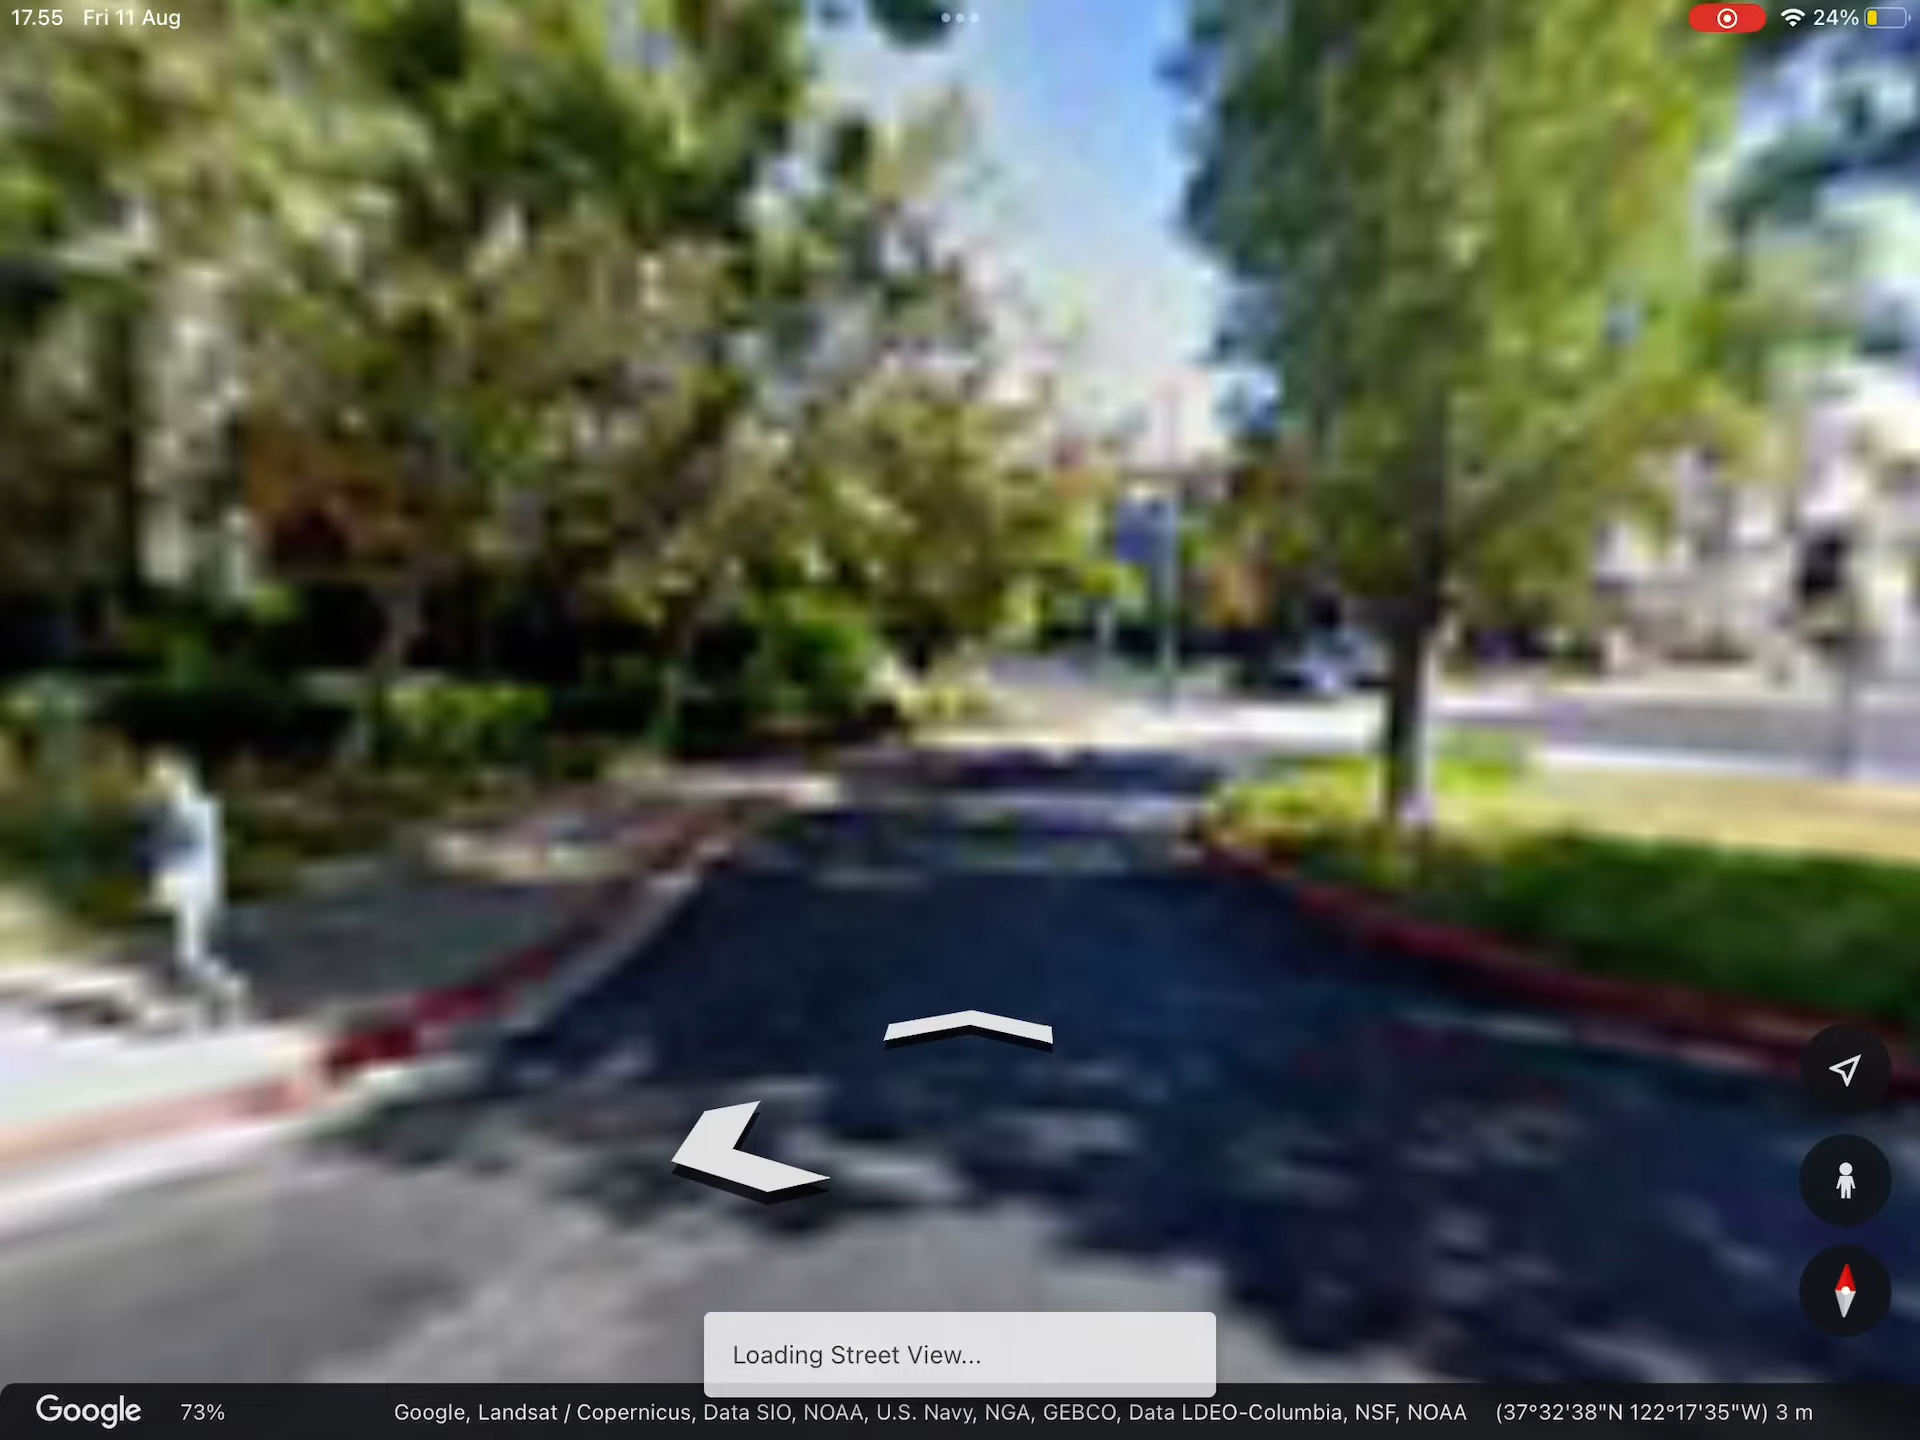 17.55 Fri 11 Aug
24%
Loading Street View...
Google 73% Google, Landsat / Copernicus, Data SIO, NOAA, U.S. Navy, NGA, GEBCO, Data LDEO-Columbia, NSF, NOAA (37°32'38"N 122°17'35"W) 3 m